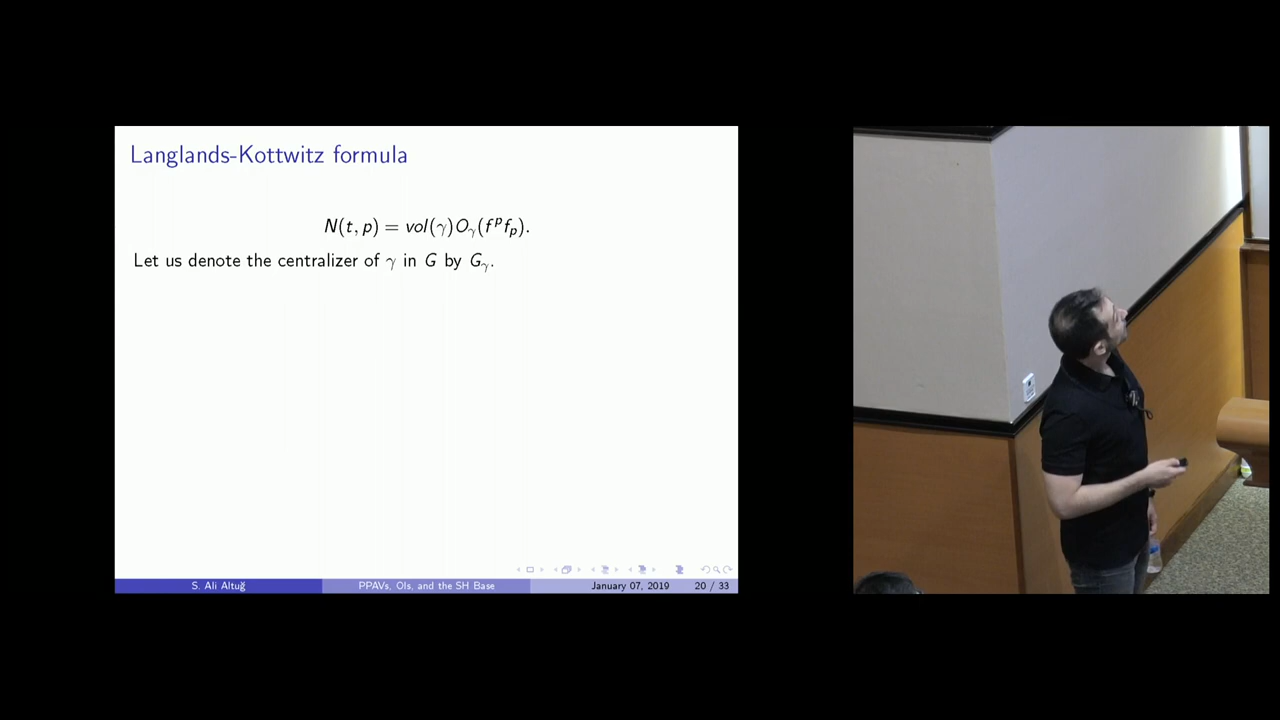 Langlands-Kottwitz formula
N(t, p) = vol(γ)O_γ(f^p f_p).
Let us denote the centralizer of γ in G by G_γ.
S. Ali Altuğ
PPAVs, OIs, and the SH Base
January 07, 2019
20 / 33